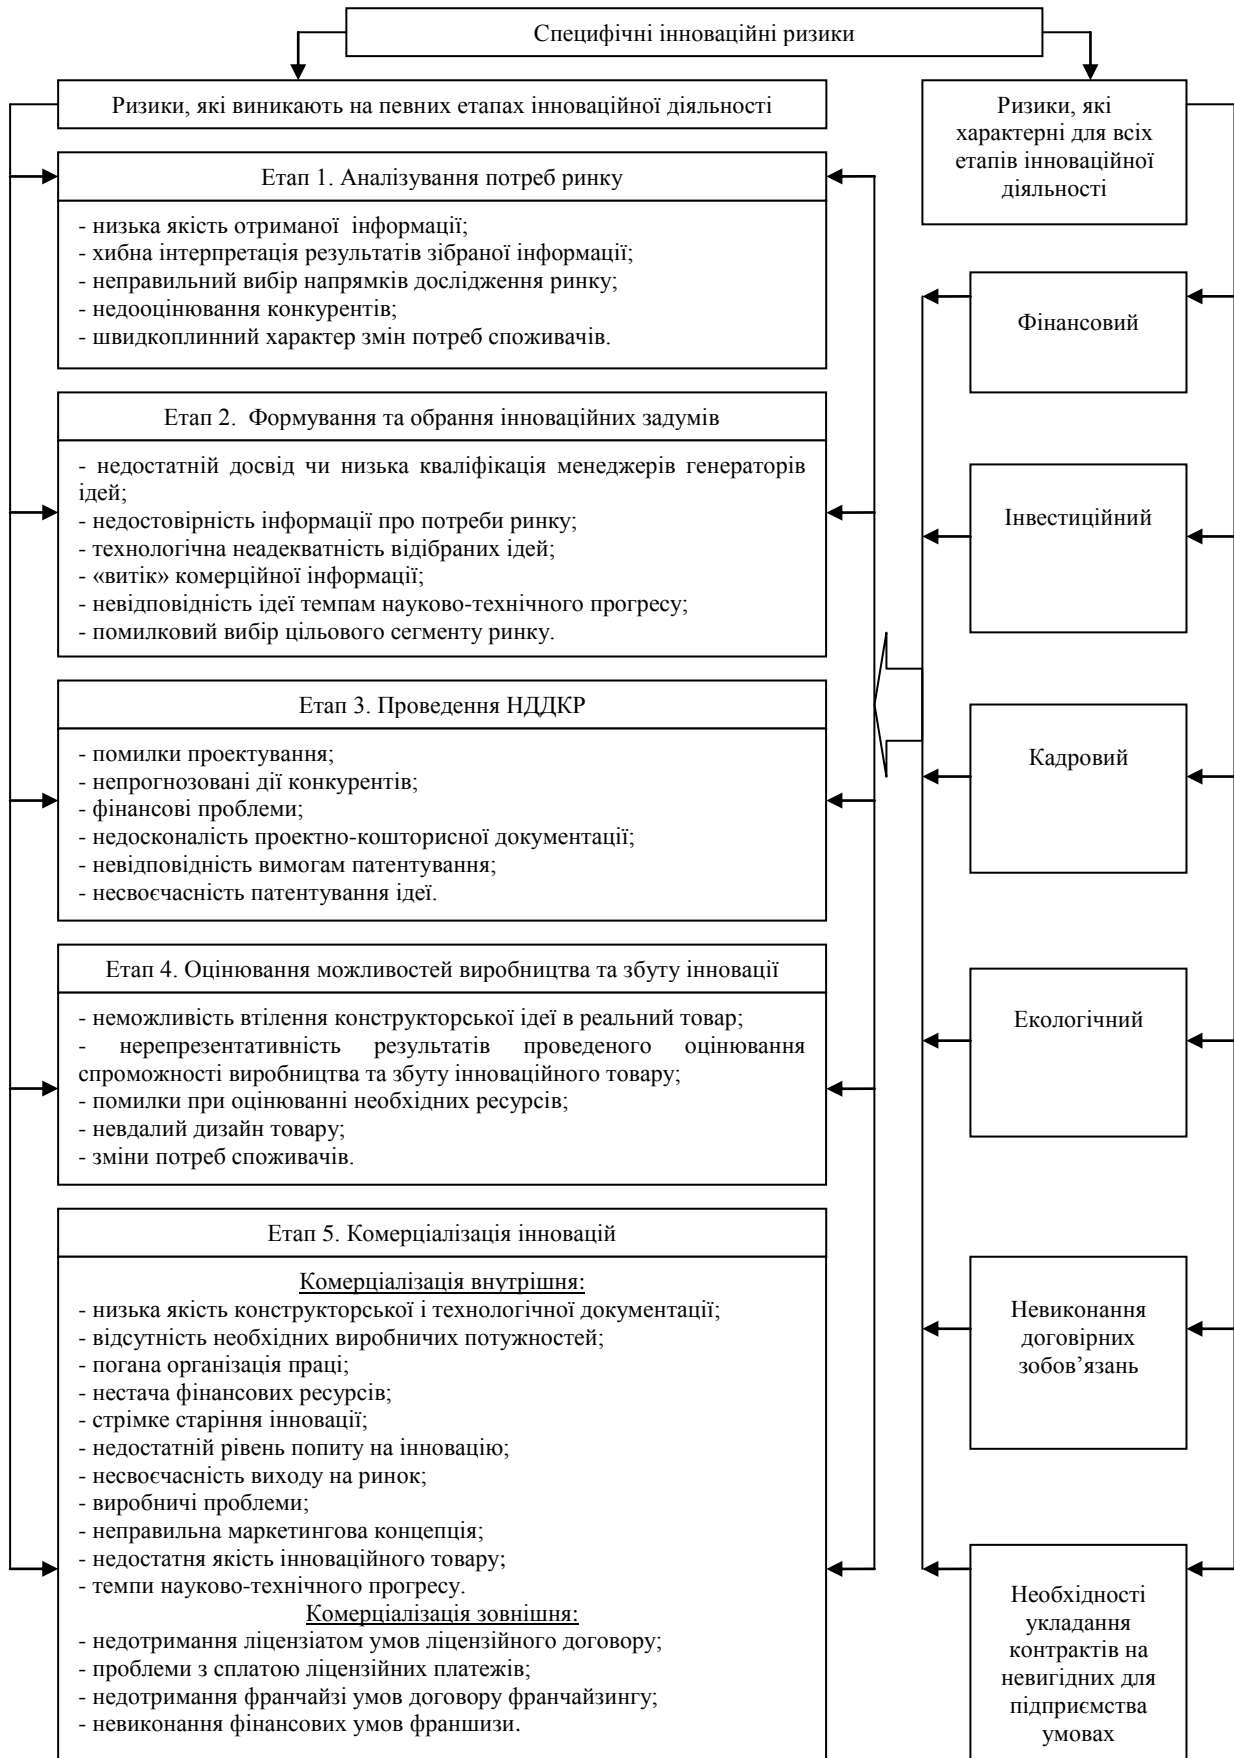 Специфічні інноваційні ризики
Ризики, які виникають на певних етапах інноваційної діяльності
Етап 1. Аналізування потреб ринку
- низька якість отриманої інформації;
- хибна інтерпретація результатів зібраної інформації;
- неправильний вибір напрямків дослідження ринку;
- недооцінювання конкурентів;
- швидкоплинний характер змін потреб споживачів.
Етап 2. Формування та обрання інноваційних задумів
- недостатній досвід чи низька кваліфікація менеджерів генераторів
ідей;
- недостовірність інформації про потреби ринку;
- технологічна неадекватність відібраних ідей;
- «витік» комерційної інформації;
- невідповідність ідеї темпам науково-технічного прогресу;
- помилковий вибір цільового сегменту ринку.
Етап 3. Проведення НДДКР
- помилки проектування;
- непрогнозовані дії конкурентів;
- фінансові проблеми;
- недосконалість проектно-кошторисної документації;
- невідповідність вимогам патентування;
- несвоєчасність патентування ідеї.
Етап 4. Оцінювання можливостей виробництва та збуту інновації
- неможливість втілення конструкторської ідеї в реальний товар;
- нерепрезентативність результатів проведеного оцінювання
спроможності виробництва та збуту інноваційного товару;
- помилки при оцінюванні необхідних ресурсів;
- невдалий дизайн товару;
- зміни потреб споживачів.
Етап 5. Комерціалізація інновацій
Комерціалізація внутрішня:
- низька якість конструкторської і технологічної документації;
- відсутність необхідних виробничих потужностей;
- погана організація праці;
- нестача фінансових ресурсів;
- стрімке старіння інновації;
- недостатній рівень попиту на інновацію;
- несвоєчасність виходу на ринок;
- виробничі проблеми;
- неправильна маркетингова концепція;
- недостатня якість інноваційного товару;
- темпи науково-технічного прогресу.
Комерціалізація зовнішня:
- недотримання ліцензіатом умов ліцензійного договору;
- проблеми з сплатою ліцензійних платежів;
- недотримання франчайзі умов договору франчайзингу;
- невиконання фінансових умов франшизи.
Ризики, які
характерні для всіх
етапів інноваційної
діяльності
Фінансовий
Інвестиційний
Кадровий
Екологічний
Невиконання
договірних
зобов’язань
Необхідності
укладання
контрактів на
невигідних для
підприємства
умовах